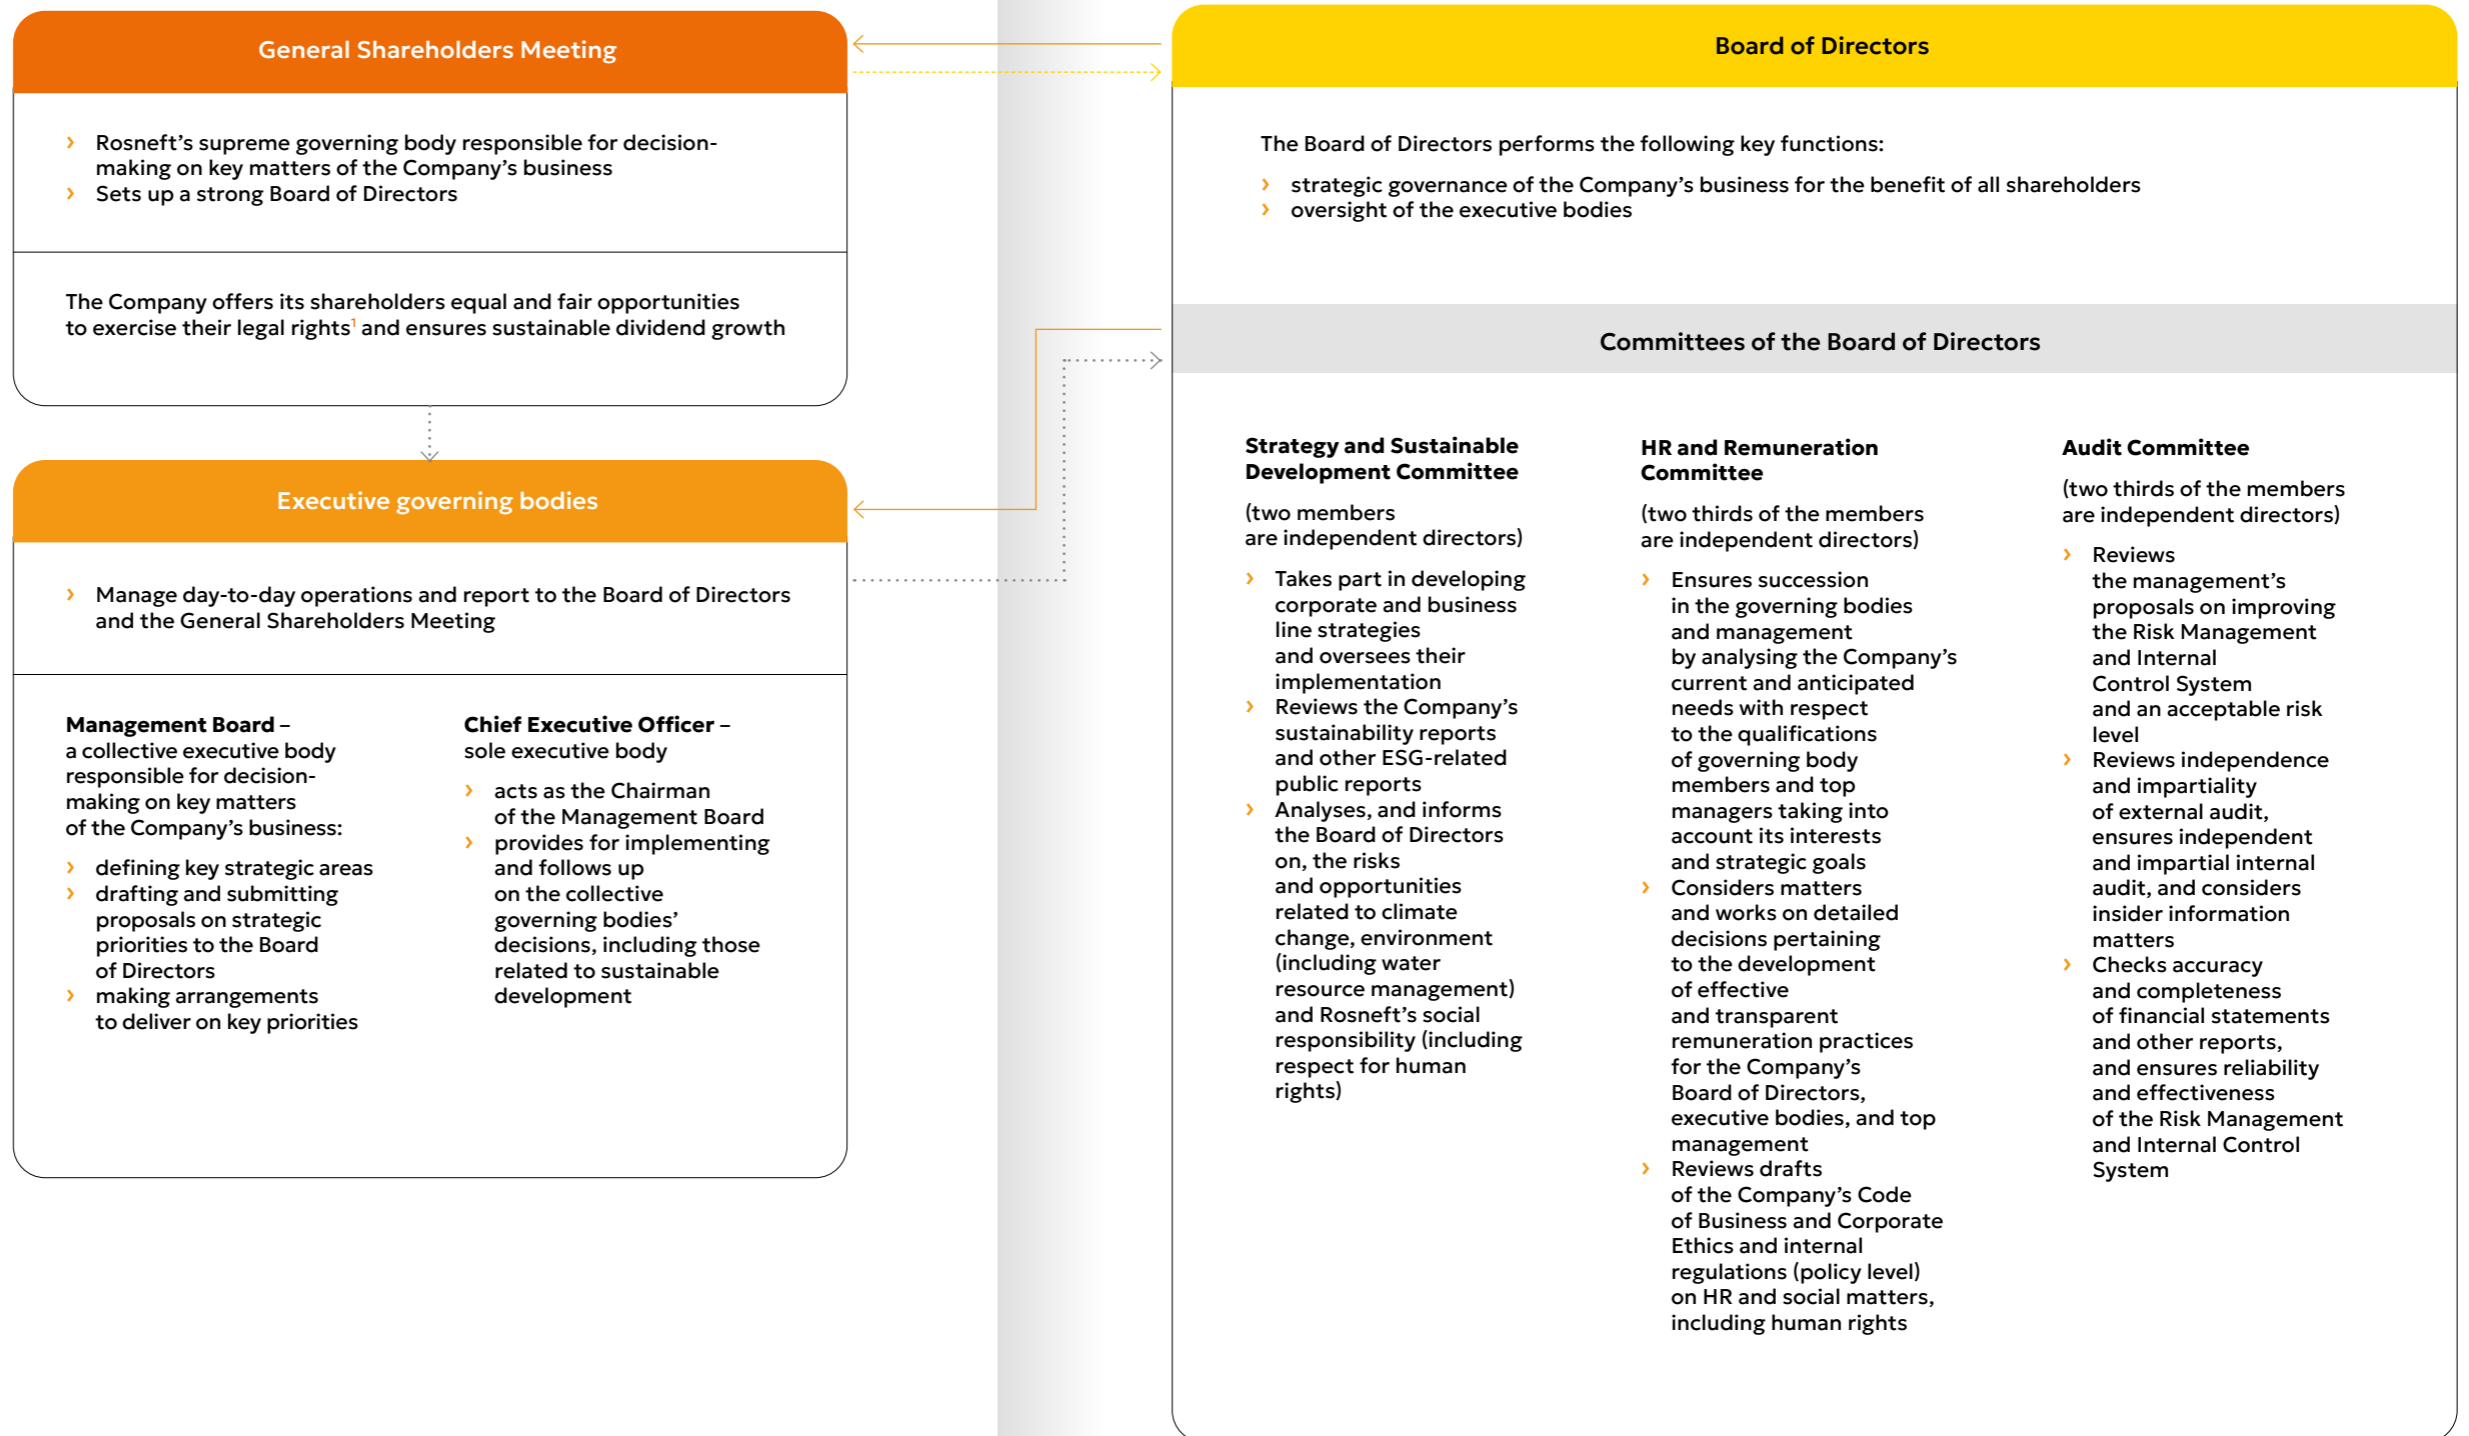 General Shareholders Meeting
› Rosneft’s supreme governing body responsible for decision-
making on key matters of the Company’s business
› Sets up a strong Board of Directors
The Company offers its shareholders equal and fair opportunities
to exercise their legal rights¹ and ensures sustainable dividend growth
Executive governing bodies
› Manage day-to-day operations and report to the Board of Directors
and the General Shareholders Meeting
Management Board –
a collective executive body
responsible for decision-
making on key matters
of the Company’s business:
› defining key strategic areas
› drafting and submitting
proposals on strategic
priorities to the Board
of Directors
› making arrangements
to deliver on key priorities
Chief Executive Officer –
sole executive body
› acts as the Chairman
of the Management Board
› provides for implementing
and follows up
on the collective
governing bodies’
decisions, including those
related to sustainable
development
Board of Directors
The Board of Directors performs the following key functions:
› strategic governance of the Company’s business for the benefit of all shareholders
› oversight of the executive bodies
Committees of the Board of Directors
Strategy and Sustainable
Development Committee
(two members
are independent directors)
› Takes part in developing
corporate and business
line strategies
and oversees their
implementation
› Reviews the Company’s
sustainability reports
and other ESG-related
public reports
› Analyses, and informs
the Board of Directors
on, the risks
and opportunities
related to climate
change, environment
(including water
resource management)
and Rosneft’s social
responsibility (including
respect for human
rights)
HR and Remuneration
Committee
(two thirds of the members
are independent directors)
› Ensures succession
in the governing bodies
and management
by analysing the Company’s
current and anticipated
needs with respect
to the qualifications
of governing body
members and top
managers taking into
account its interests
and strategic goals
› Considers matters
and works on detailed
decisions pertaining
to the development
of effective
and transparent
remuneration practices
for the Company’s
Board of Directors,
executive bodies, and top
management
› Reviews drafts
of the Company’s Code
of Business and Corporate
Ethics and internal
regulations (policy level)
on HR and social matters,
including human rights
Audit Committee
(two thirds of the members
are independent directors)
› Reviews
the management’s
proposals on improving
the Risk Management
and Internal
Control System
and an acceptable risk
level
› Reviews independence
and impartiality
of external audit,
ensures independent
and impartial internal
audit, and considers
insider information
matters
› Checks accuracy
and completeness
of financial statements
and other reports,
and ensures reliability
and effectiveness
of the Risk Management
and Internal Control
System